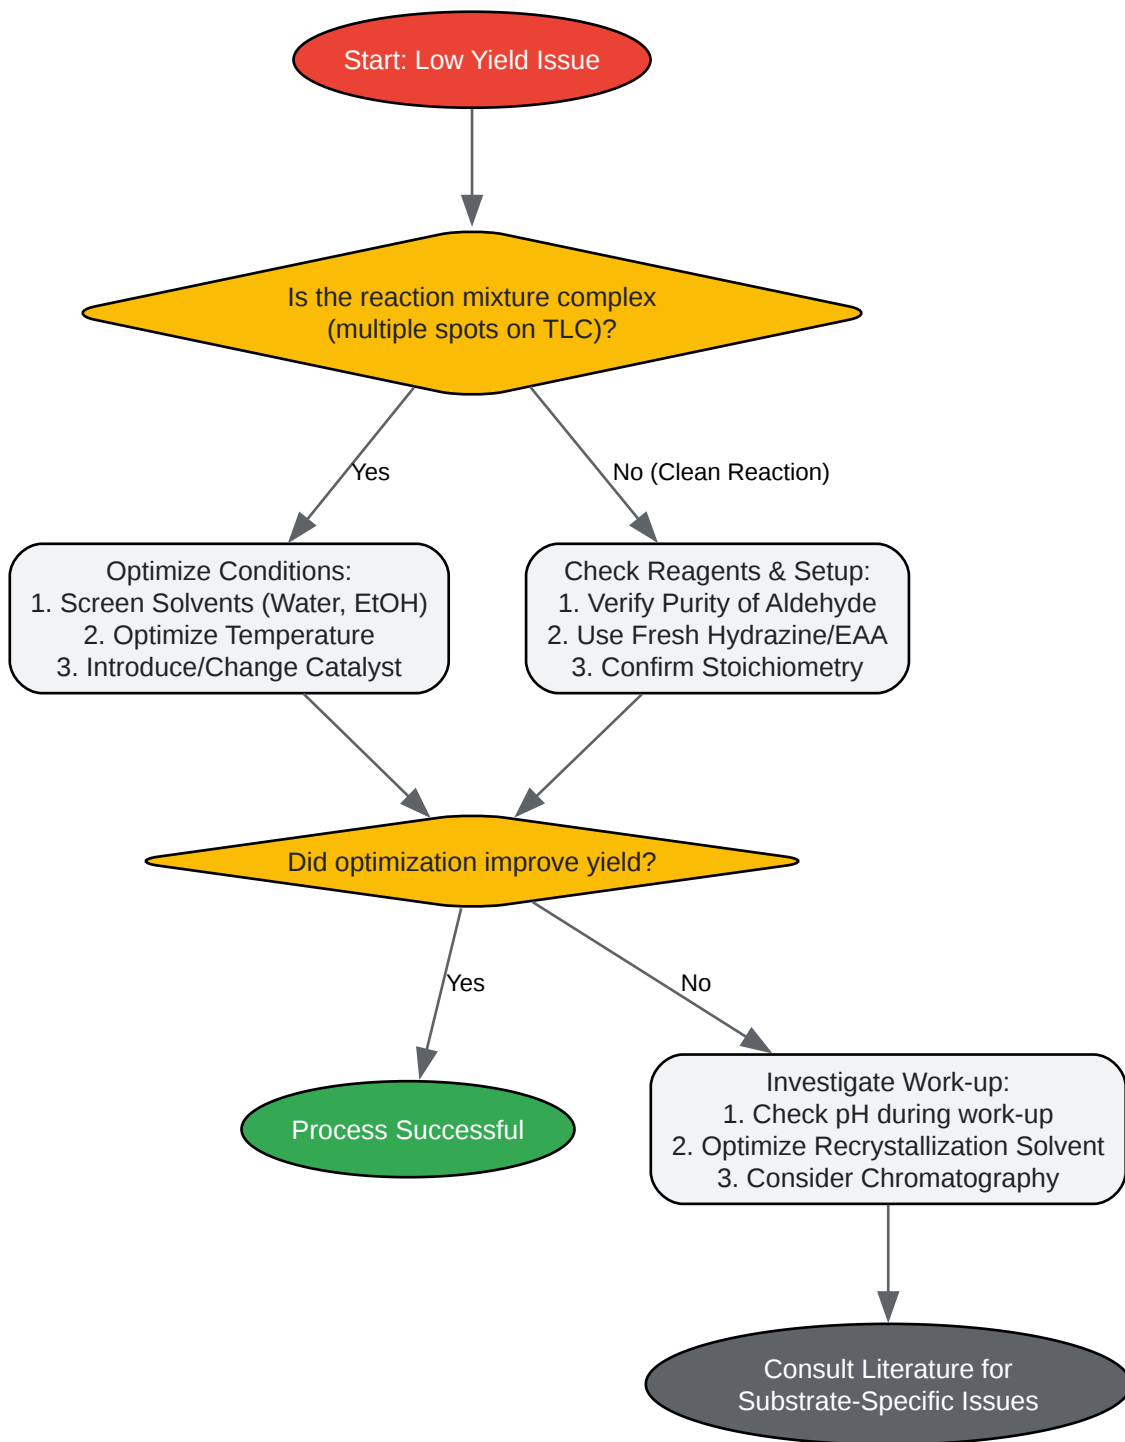 Start: Low Yield Issue
Is the reaction mixture complex
(multiple spots on TLC)?
Yes
No (Clean Reaction)
Optimize Conditions:
1. Screen Solvents (Water, EtOH)
2. Optimize Temperature
3. Introduce/Change Catalyst
Check Reagents & Setup:
1. Verify Purity of Aldehyde
2. Use Fresh Hydrazine/EAA
3. Confirm Stoichiometry
Did optimization improve yield?
Yes
No
Process Successful
Investigate Work-up:
1. Check pH during work-up
2. Optimize Recrystallization Solvent
3. Consider Chromatography
Consult Literature for
Substrate-Specific Issues